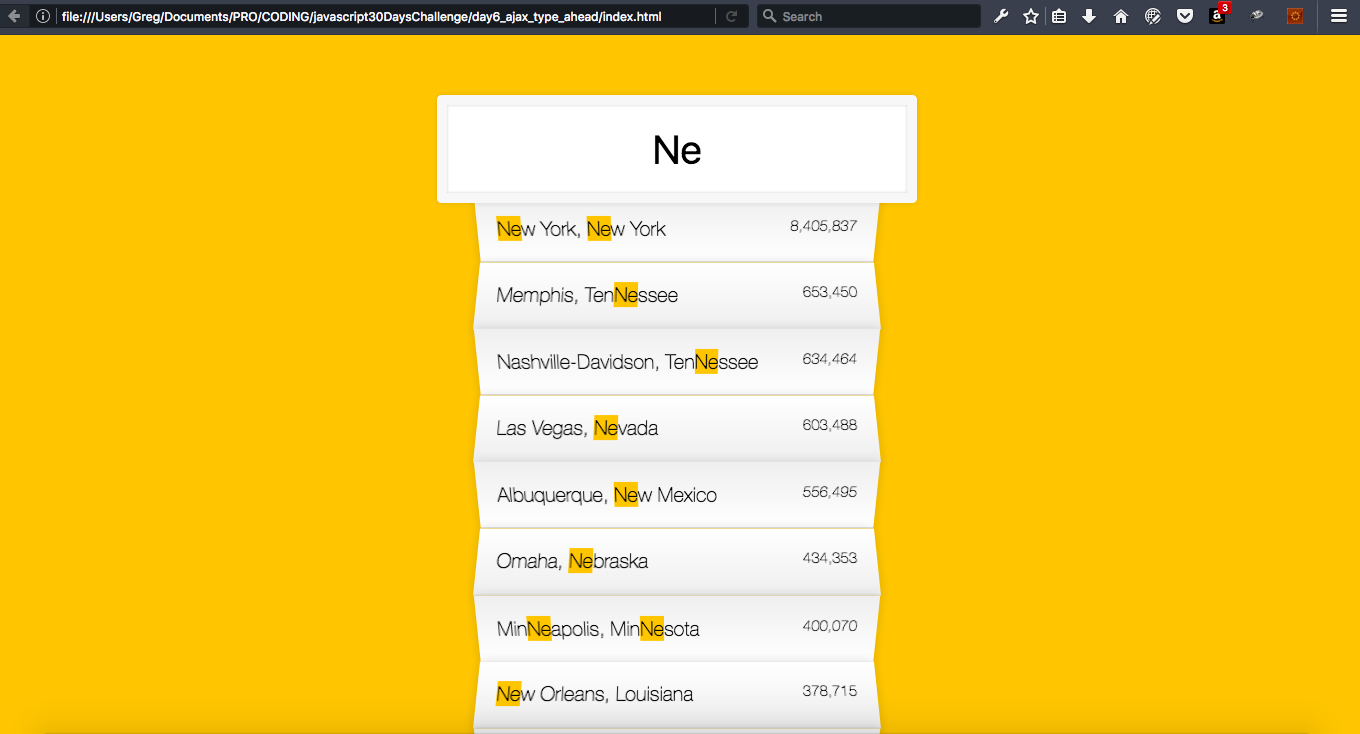 file:///Users/Greg/Documents/PRO/CODING/javascript30DaysChallenge/day6_ajax_type_ahead/index.html Search a 3
Ne
New York, New York 8,405,837
Memphis, TenNessee 653,450
Nashville-Davidson, TenNessee 634,464
Las Vegas, Nevada 603,488
Albuquerque, New Mexico 556,495
Omaha, Nebraska 434,353
MinNeapolis, MinNesota 400,070
New Orleans, Louisiana 378,715